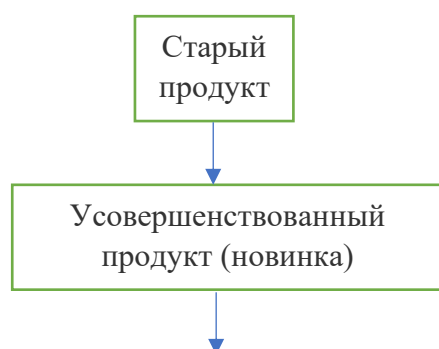 Старый
продукт
Усовершенствованный
продукт (новинка)